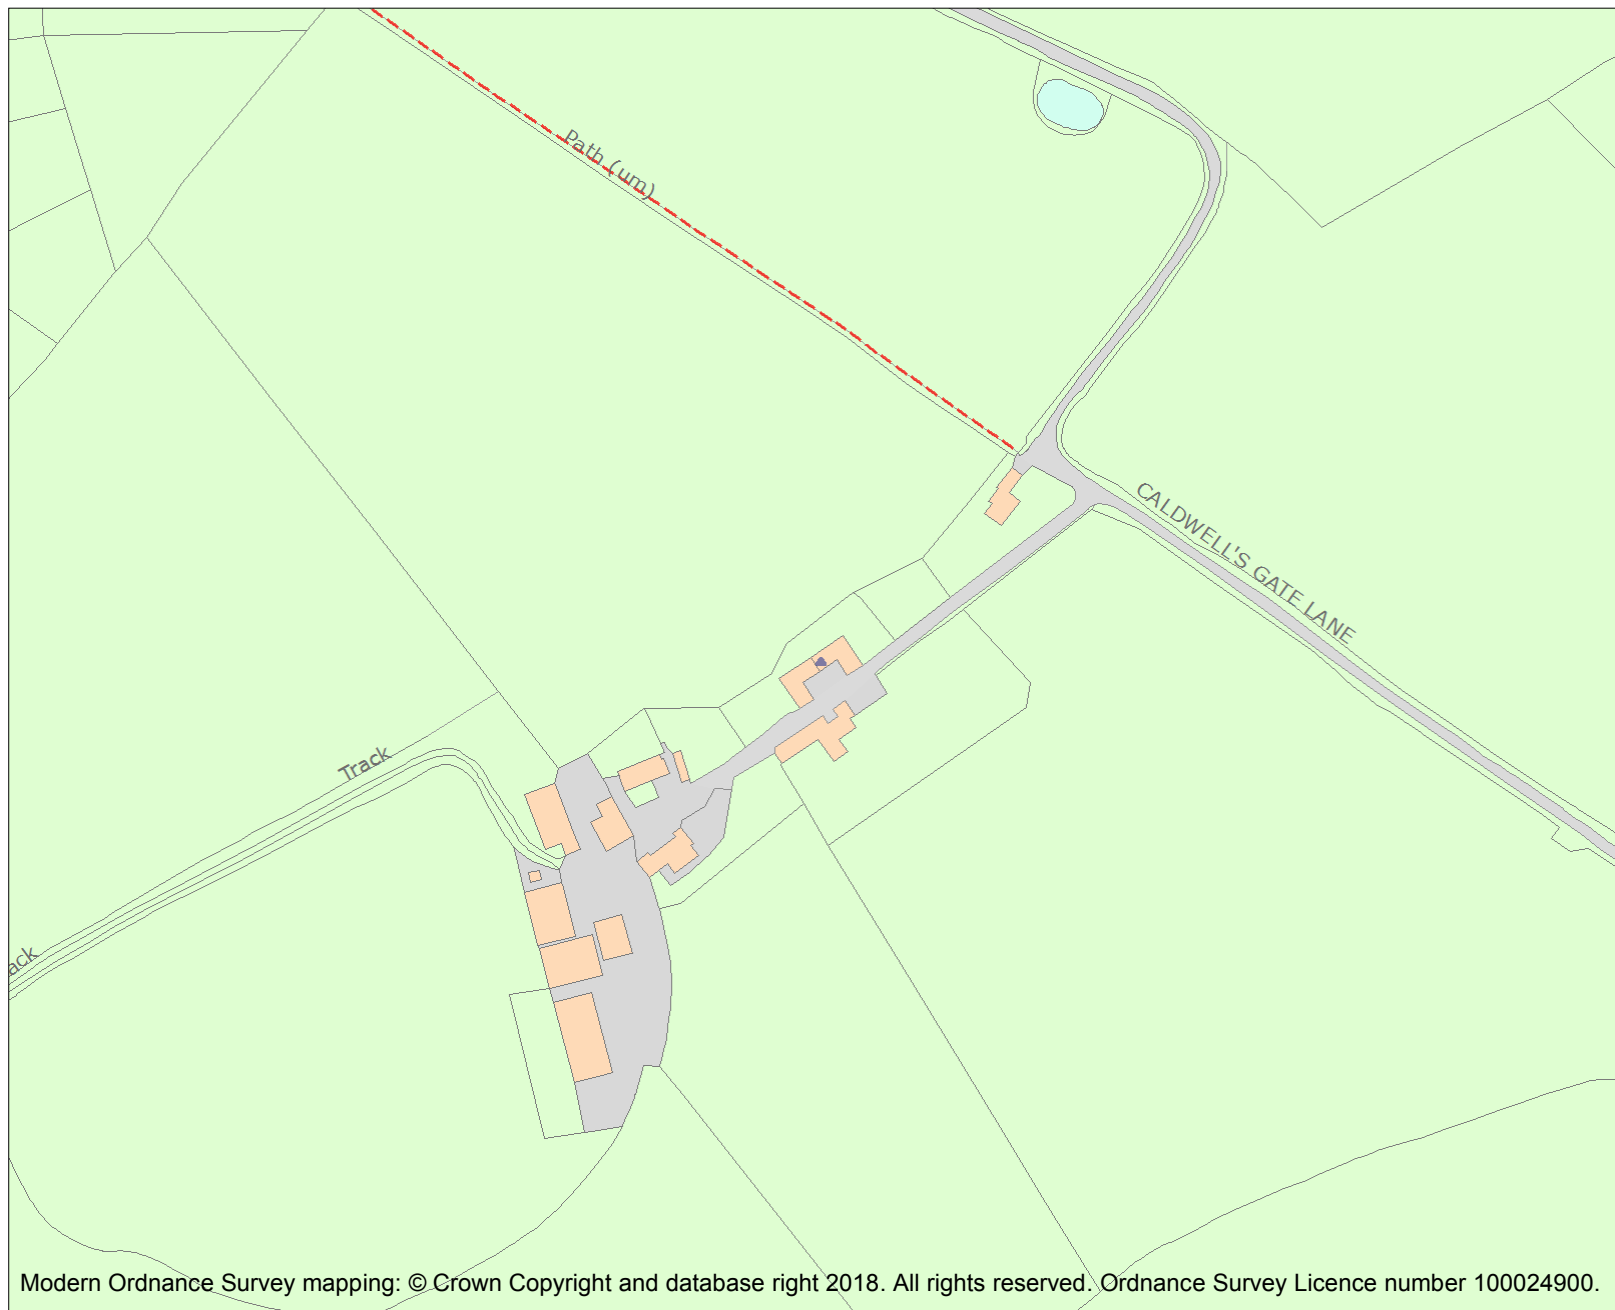 Path (um)
CALDWELL'S GATE LANE
Track
ack
Modern Ordnance Survey mapping: © Crown Copyright and database right 2018. All rights reserved. Ordnance Survey Licence number 100024900.